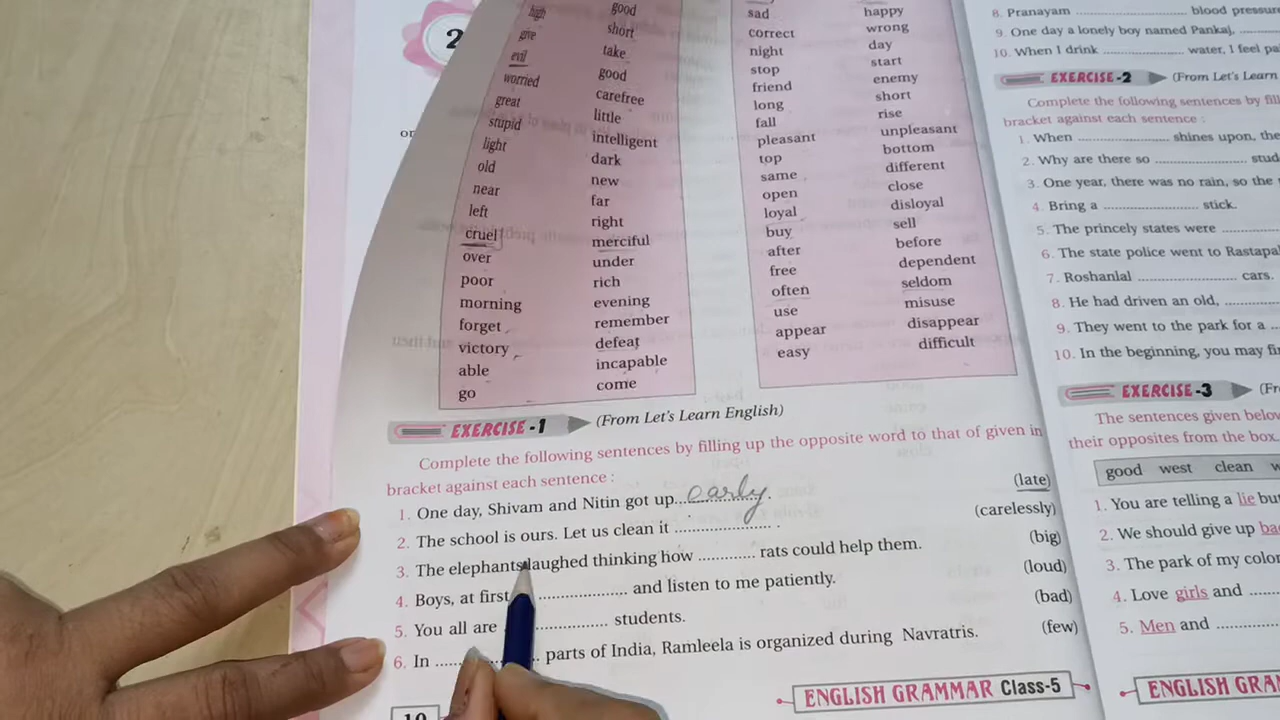 2
high good
give short
evil take
worried good
great carefree
stupid little
light intelligent
old dark
near new
left far
cruel right
over merciful
poor under
morning rich
forget evening
victory remember
able defeat
go incapable
come
sad happy
correct wrong
night day
stop start
friend enemy
long short
fall rise
pleasant unpleasant
top bottom
same different
open close
loyal disloyal
buy sell
after before
free dependent
often seldom
use misuse
appear disappear
easy difficult
or
EXERCISE-1 (From Let's Learn English)
Complete the following sentences by filling up the opposite word to that of given in
bracket against each sentence :
1. One day, Shivam and Nitin got up early. (late)
2. The school is ours. Let us clean it .................... . (carelessly)
3. The elephants laughed thinking how ............ rats could help them. (big)
4. Boys, at first .................... and listen to me patiently. (loud)
5. You all are .................... students. (bad)
6. In .................... parts of India, Ramleela is organized during Navratris. (few)
10
ENGLISH GRAMMAR Class-5
8. Pranayam .................... blood pressure
9. One day a lonely boy named Pankaj, ..........
10. When I drink .................... water, I feel pa
EXERCISE-2 (From Let's Learn
Complete the following sentences by fil
bracket against each sentence :
1. When .................... shines upon, the
2. Why are there so .................... stud
3. One year, there was no rain, so the
4. Bring a .................... stick.
5. The princely states were ..........
6. The state police went to Rastapa
7. Roshanlal .................... cars.
8. He had driven an old, ..........
9. They went to the park for a ...
10. In the beginning, you may fi
EXERCISE-3 (Fr
The sentences given belo
their opposites from the box.
good west clean w
1. You are telling a lie bu
2. We should give up ba
3. The park of my colo
4. Love girls and ......
5. Men and ..........
ENGLISH GRA